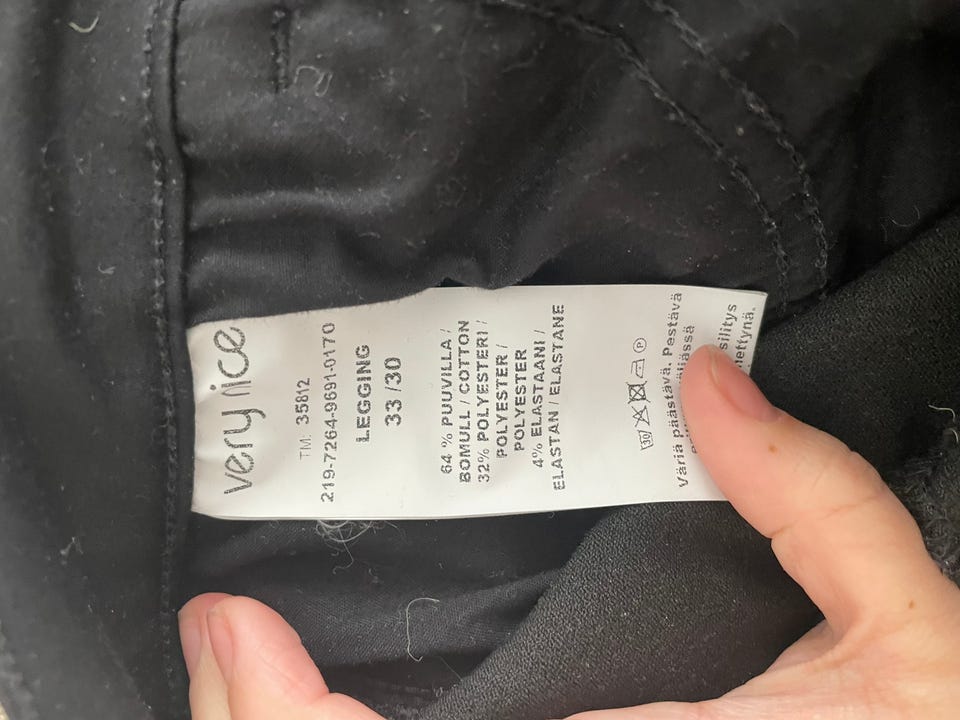 very nice
TM. 35812
219-7264-9691-0170
LEGGING
33/30
64 % PUUVILLA /
BOMULL / COTTON
32% POLYESTERI /
POLYESTER /
POLYESTER
4% ELASTAANI /
ELASTAN / ELASTANE
30 P
Väriä päästävä. Pestävä